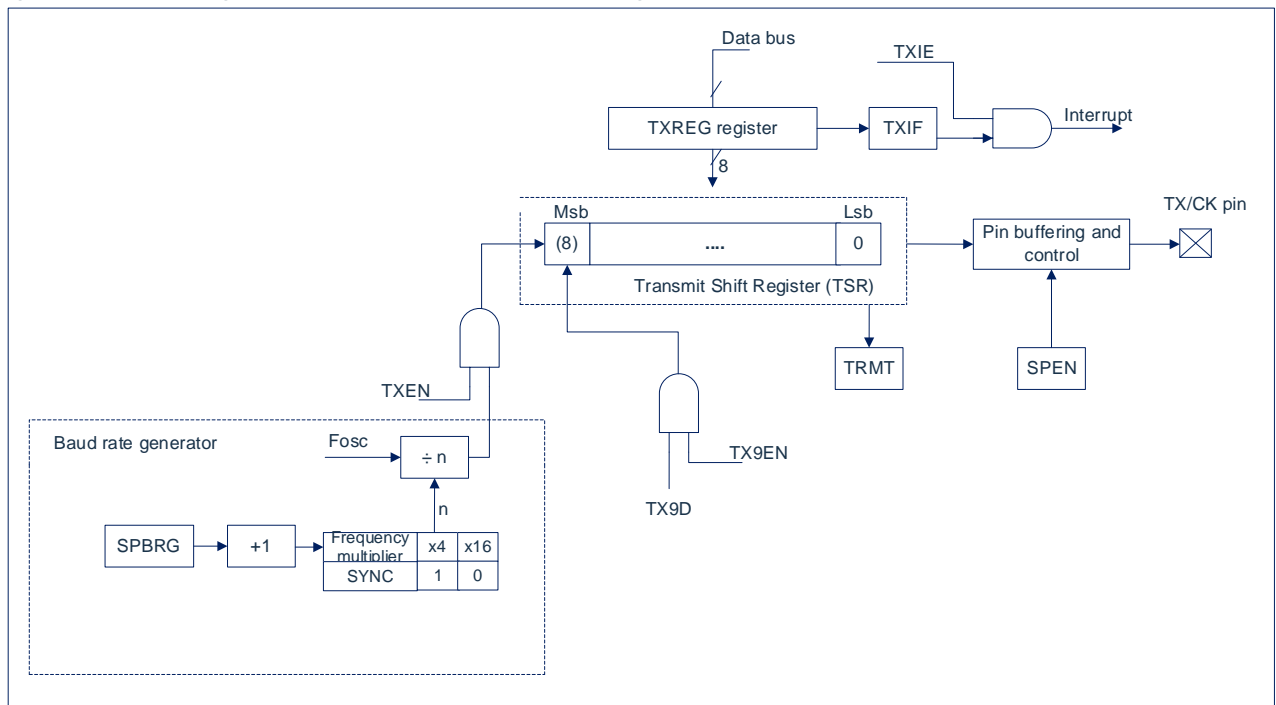 Data bus
TXIE
TXREG register
TXIF
Interrupt
8
Msb
Lsb
TX/CK pin
(8)
....
0
Pin buffering and
control
Transmit Shift Register (TSR)
TRMT
SPEN
TXEN
Baud rate generator
Fosc
÷ n
TX9EN
n
TX9D
SPBRG
+1
Frequency
multiplier
x4
x16
SYNC
1
0